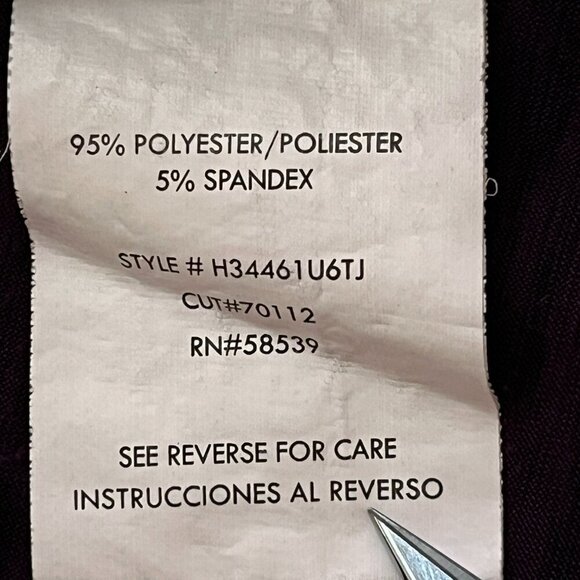 95% POLYESTER/POLIESTER
5% SPANDEX
STYLE # H34461U6TJ
CUT#70112
RN#58539
SEE REVERSE FOR CARE
INSTRUCCIONES AL REVERSO